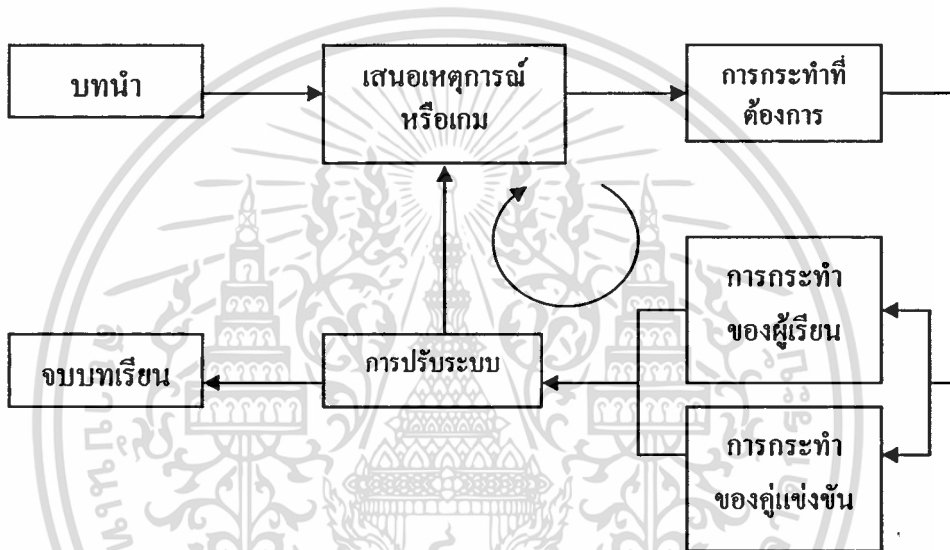 บทนำ
เสนอเหตุการณ์
หรือเกม
การกระทำที่
ต้องการ
การกระทำ
ของผู้เรียน
จบบทเรียน
การปรับระบบ
การกระทำ
ของคู่แข่งขัน